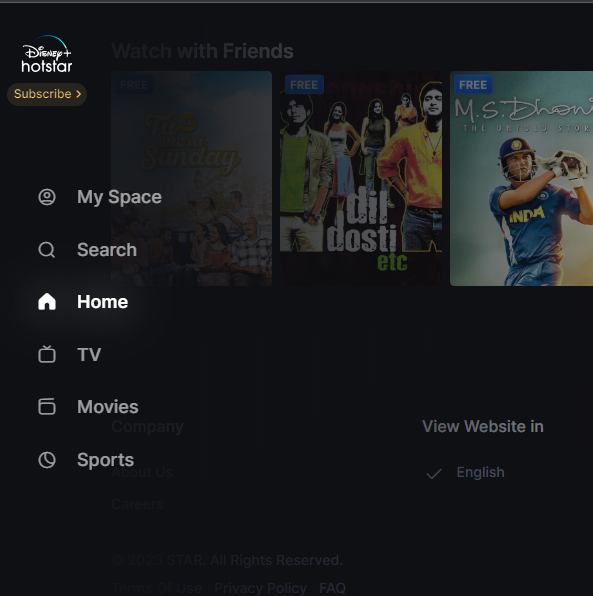 Disney+
hotstar
Subscribe >
Watch with Friends
FREE
FREE
FREE
Sunday
dil
dosti
etc
M.S.Dhoni
THE UNTOLD STOR
INDIA
My Space
Search
Home
TV
Movies
Sports
Company
About Us
Careers
View Website in
English
© 2023 STAR. All Rights Reserved.
Terms Of Use
Privacy Policy
FAQ